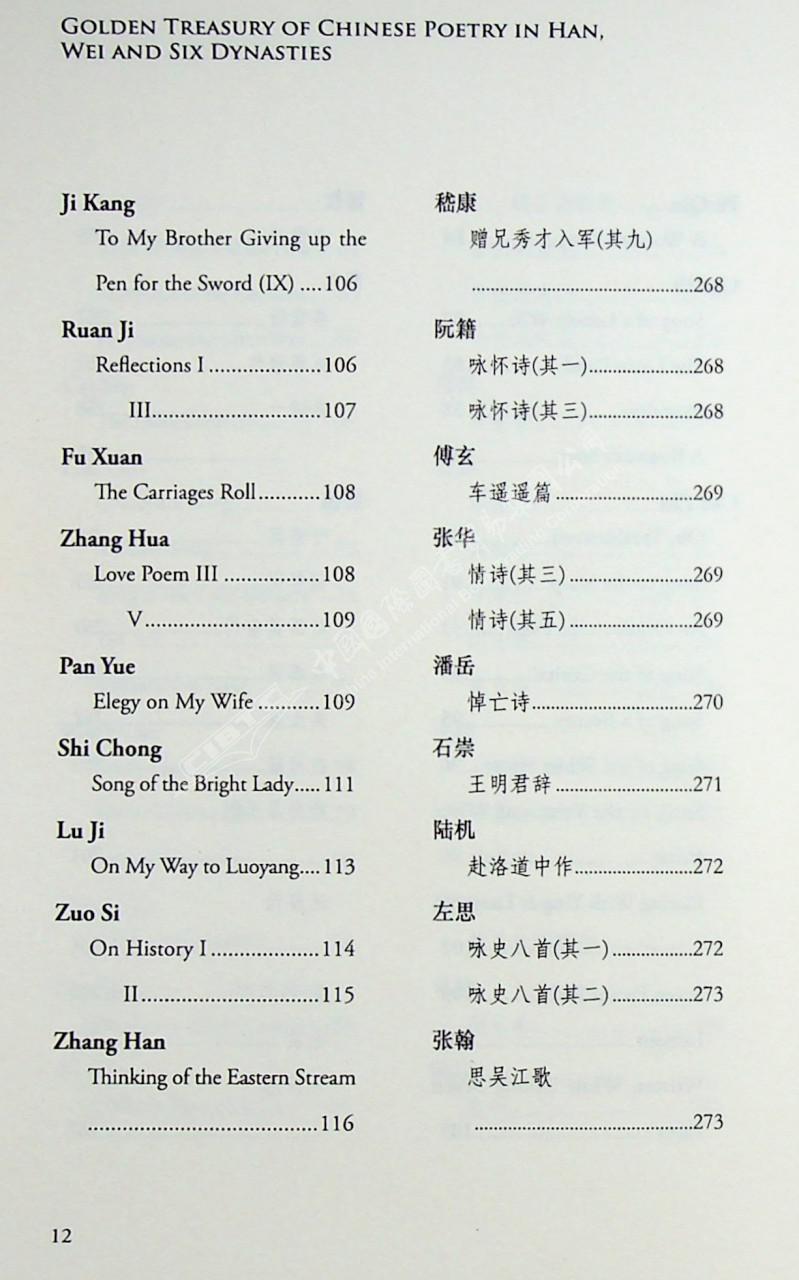 GOLDEN TREASURY OF CHINESE POETRY IN HAN,
WEI AND SIX DYNASTIES
Ji Kang
To My Brother Giving up the
Pen for the Sword (IX) ....106
Ruan Ji
Reflections I ...................106
III.............................107
Fu Xuan
The Carriages Roll...........108
Zhang Hua
Love Poem III ................108
V..............................109
Pan Yue
Elegy on My Wife ...........109
Shi Chong
Song of the Bright Lady.....111
Lu Ji
On My Way to Luoyang....113
Zuo Si
On History I...................114
II...............................115
Zhang Han
Thinking of the Eastern Stream
........................................116
嵇康
赠兄秀才入军(其九)
................................................268
阮籍
咏怀诗(其一)......................268
咏怀诗(其三)......................268
傅玄
车遥遥篇.............................269
张华
情诗(其三)..........................269
情诗(其五)..........................269
潘岳
悼亡诗..................................270
石崇
王明君辞.............................271
陆机
赴洛道中作.........................272
左思
咏史八首(其一).................272
咏史八首(其二).................273
张翰
思吴江歌
...............................................273
12